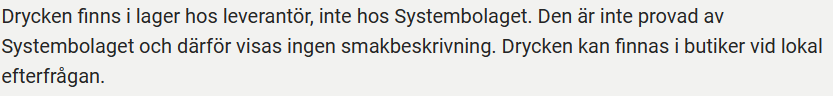 Drycken finns i lager hos leverantör, inte hos Systembolaget. Den är inte provad av
Systembolaget och därför visas ingen smakbeskrivning. Drycken kan finnas i butiker vid lokal
efterfrågan.